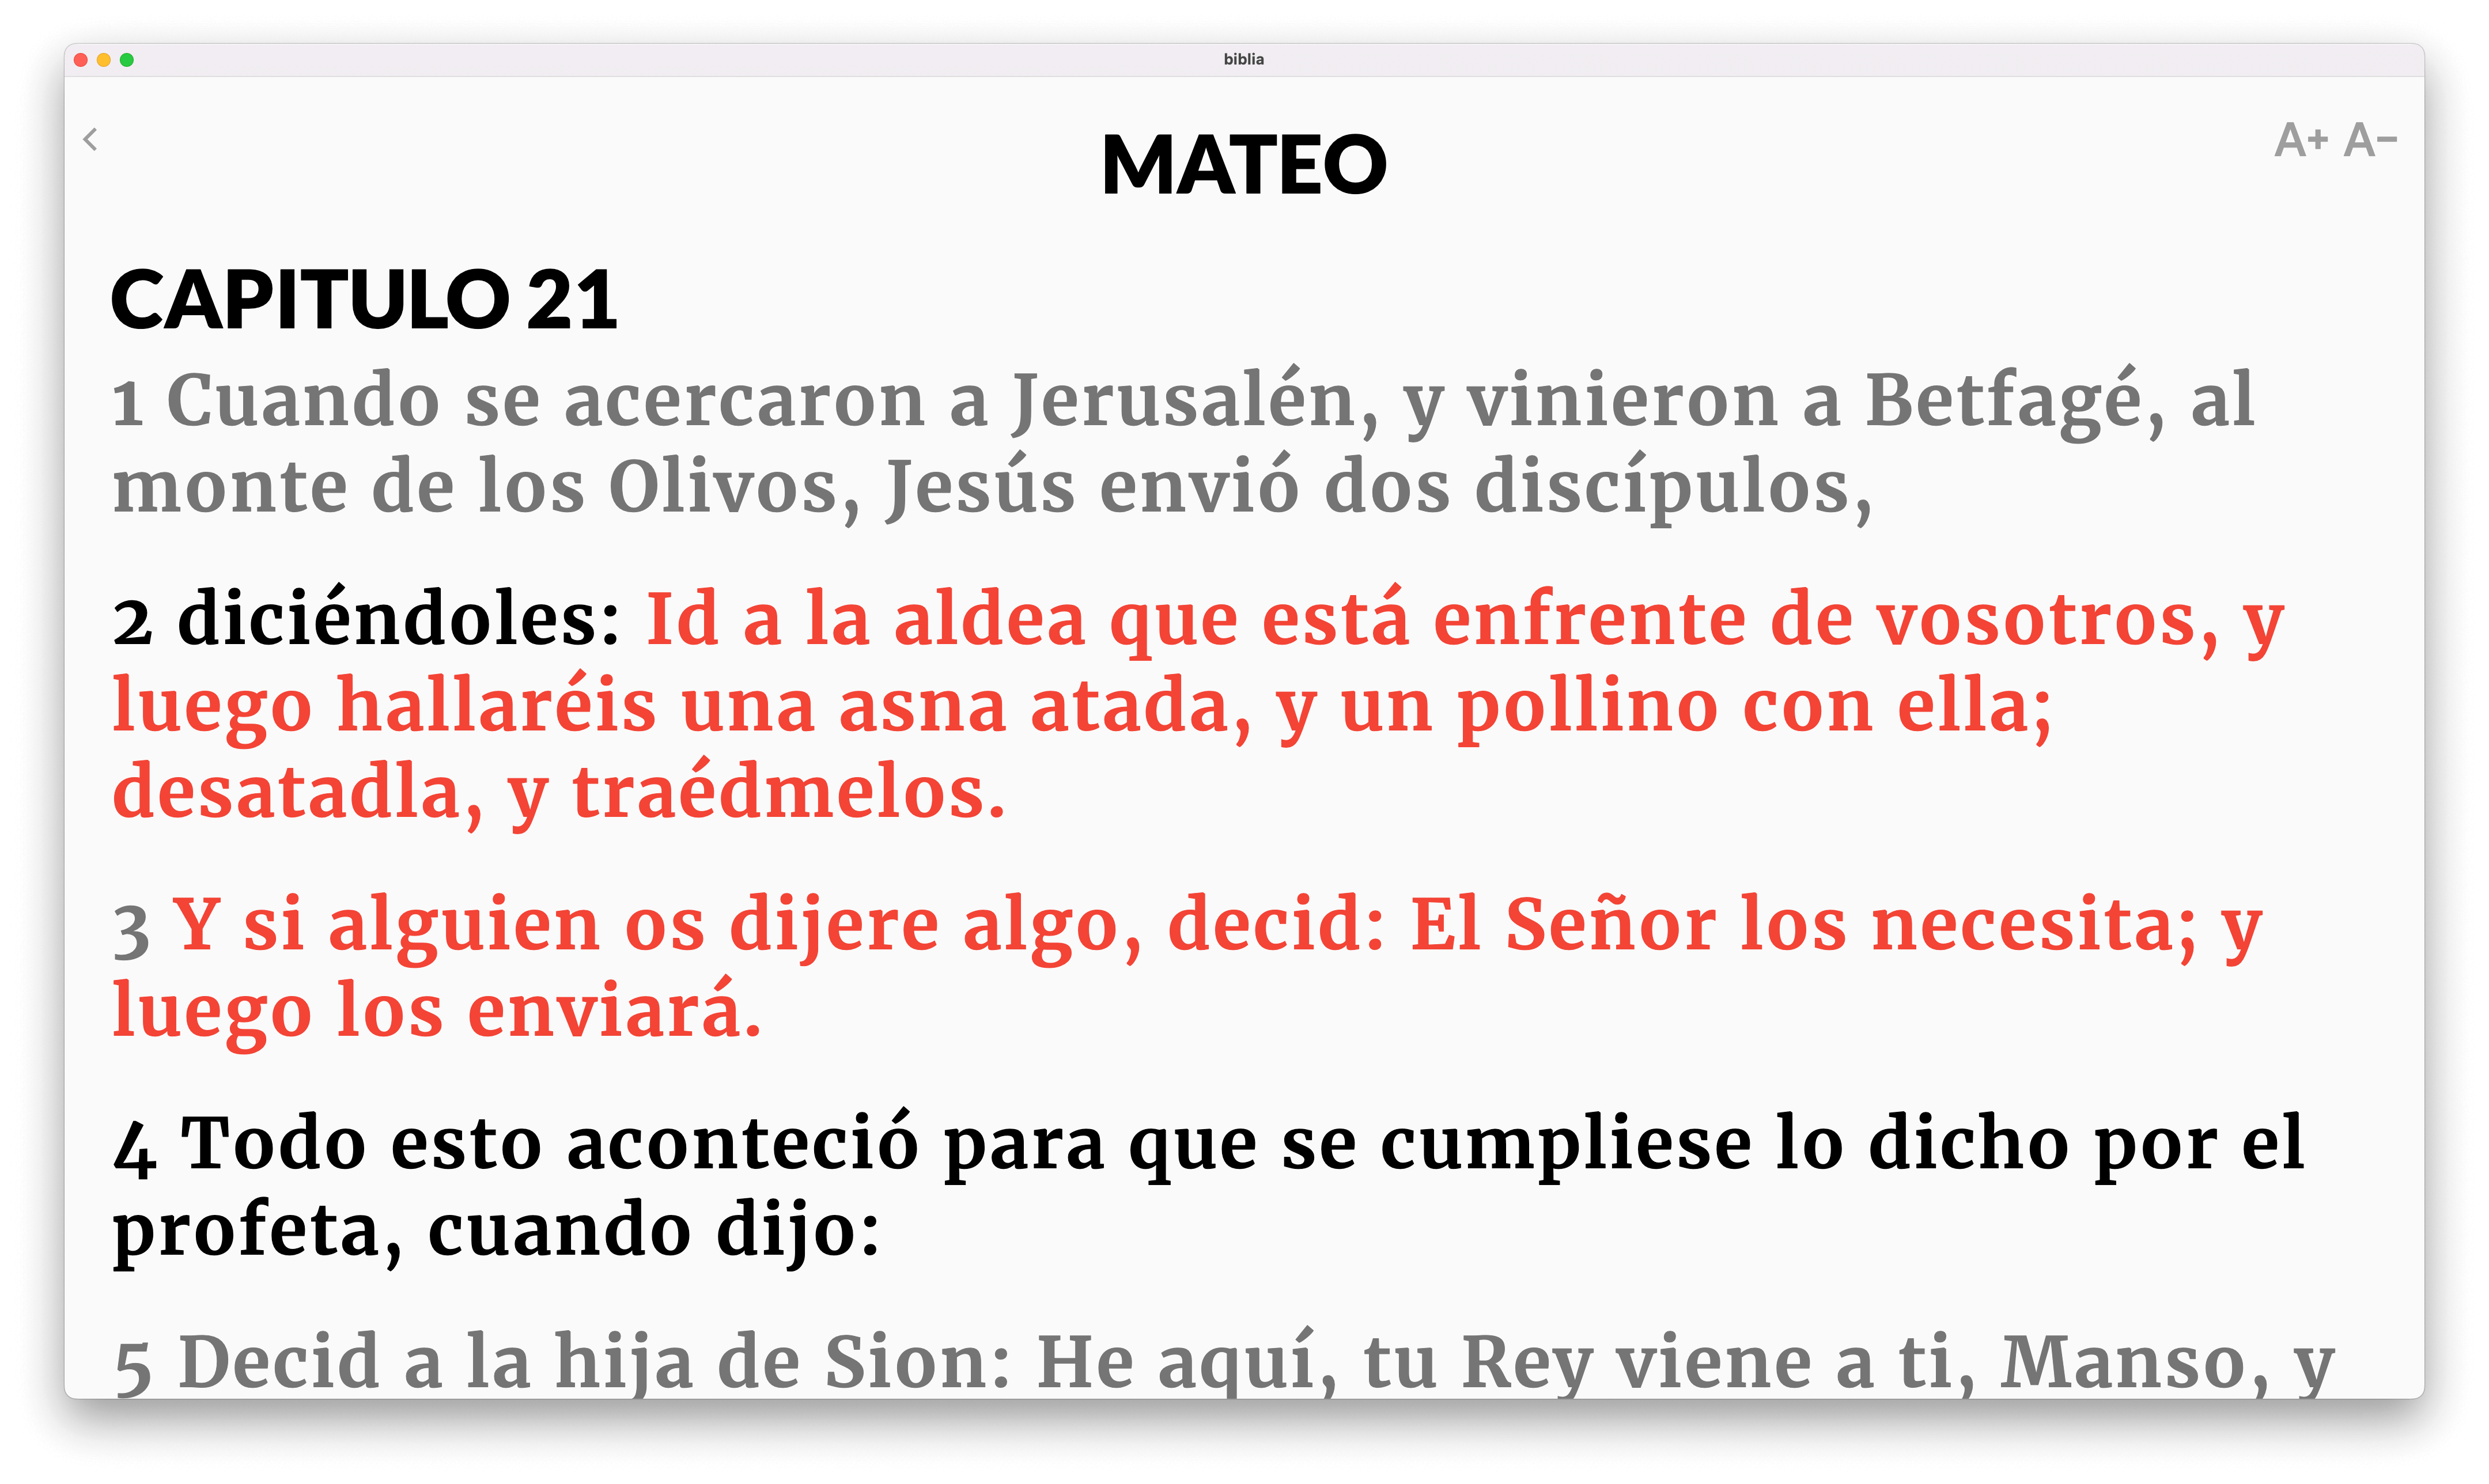 biblia
A+ A-
MATEO
CAPITULO 21
1 Cuando se acercaron a Jerusalén, y vinieron a Betfagé, al
monte de los Olivos, Jesús envió dos discípulos,
2 diciéndoles: Id a la aldea que está enfrente de vosotros, y
luego hallaréis una asna atada, y un pollino con ella;
desatadla, y traédmelos.
3 Y si alguien os dijere algo, decid: El Señor los necesita; y
luego los enviará.
4 Todo esto aconteció para que se cumpliese lo dicho por el
profeta, cuando dijo:
5 Decid a la hija de Sion: He aquí, tu Rey viene a ti, Manso, y